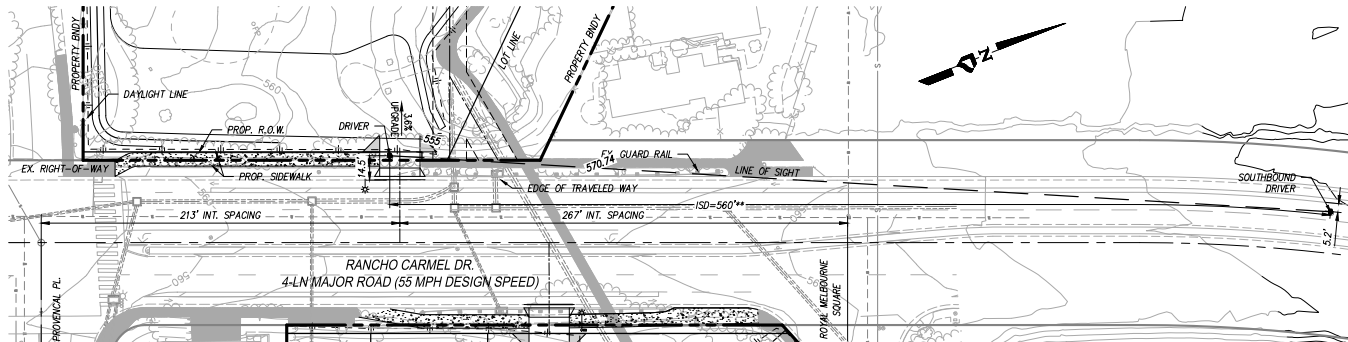 PROPERTY BNDY
DAYLIGHT LINE
560
LOT LINE
PROPERTY BNDY
N
PROP. R.O.W.
DRIVER
UPGRADE
3.6%
555
EX. RIGHT-OF-WAY
PROP. SIDEWALK
14.5'
EX. GUARD RAIL
570.74
LINE OF SIGHT
EDGE OF TRAVELED WAY
SOUTHBOUND
DRIVER
ISD=560'**
213' INT. SPACING
267' INT. SPACING
5.2'
RANCHO CARMEL DR.
4-LN MAJOR ROAD (55 MPH DESIGN SPEED)
560
PROVENCAL PL.
ROYAL MELBOURNE
SQUARE